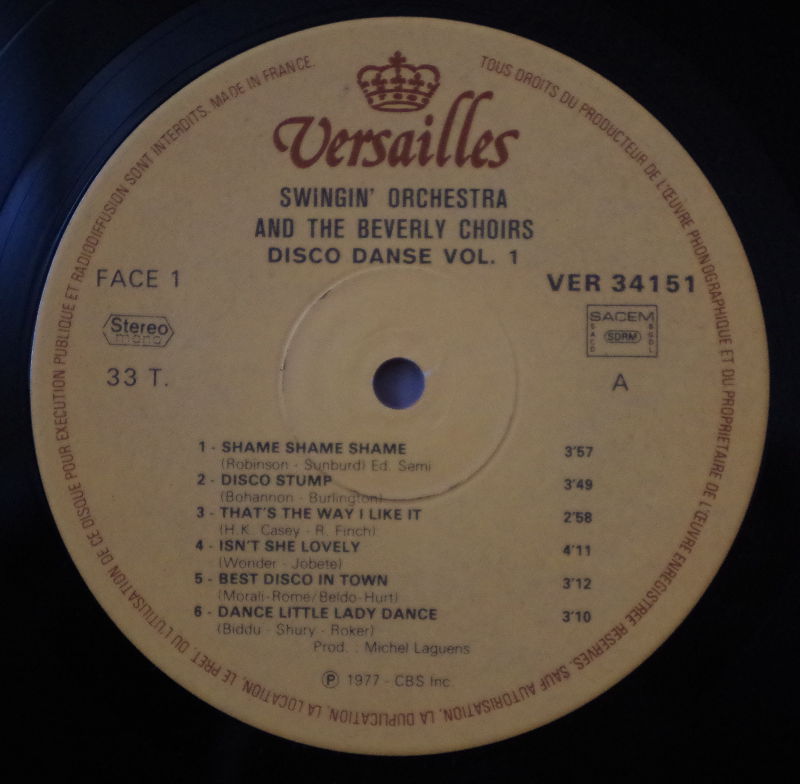 TOUS DROITS DU PRODUCTEUR DE L'ŒUVRE PHONOGRAPHIQUE ET DU PROPRIETAIRE DE L'ŒUVRE ENREGISTREE RÉSERVÉS. SAUF AUTORISATION, LA DUPLICATION, LA LOCATION, LE PRÊT, OU L'UTILISATION DE CE DISQUE POUR EXECUTION PUBLIQUE ET RADIODIFFUSION SONT INTERDITS. MADE IN FRANCE.
Versailles
SWINGIN' ORCHESTRA
AND THE BEVERLY CHOIRS
DISCO DANSE VOL. 1
FACE 1
VER 34151
Stereo
mono
SACEM
SACD
SDRM
SGDL
33 T.
A
1 - SHAME SHAME SHAME 3'57
(Robinson - Sunburd) Ed. Semi
2 - DISCO STUMP 3'49
(Bohannon - Burlington)
3 - THAT'S THE WAY I LIKE IT 2'58
(H.K. Casey - R. Finch)
4 - ISN'T SHE LOVELY 4'11
(Wonder - Jobete)
5 - BEST DISCO IN TOWN 3'12
(Morali-Rome/Beldo-Hurt)
6 - DANCE LITTLE LADY DANCE 3'10
(Biddu - Shury - Roker)
Prod. : Michel Laguens
℗ 1977 - CBS Inc.